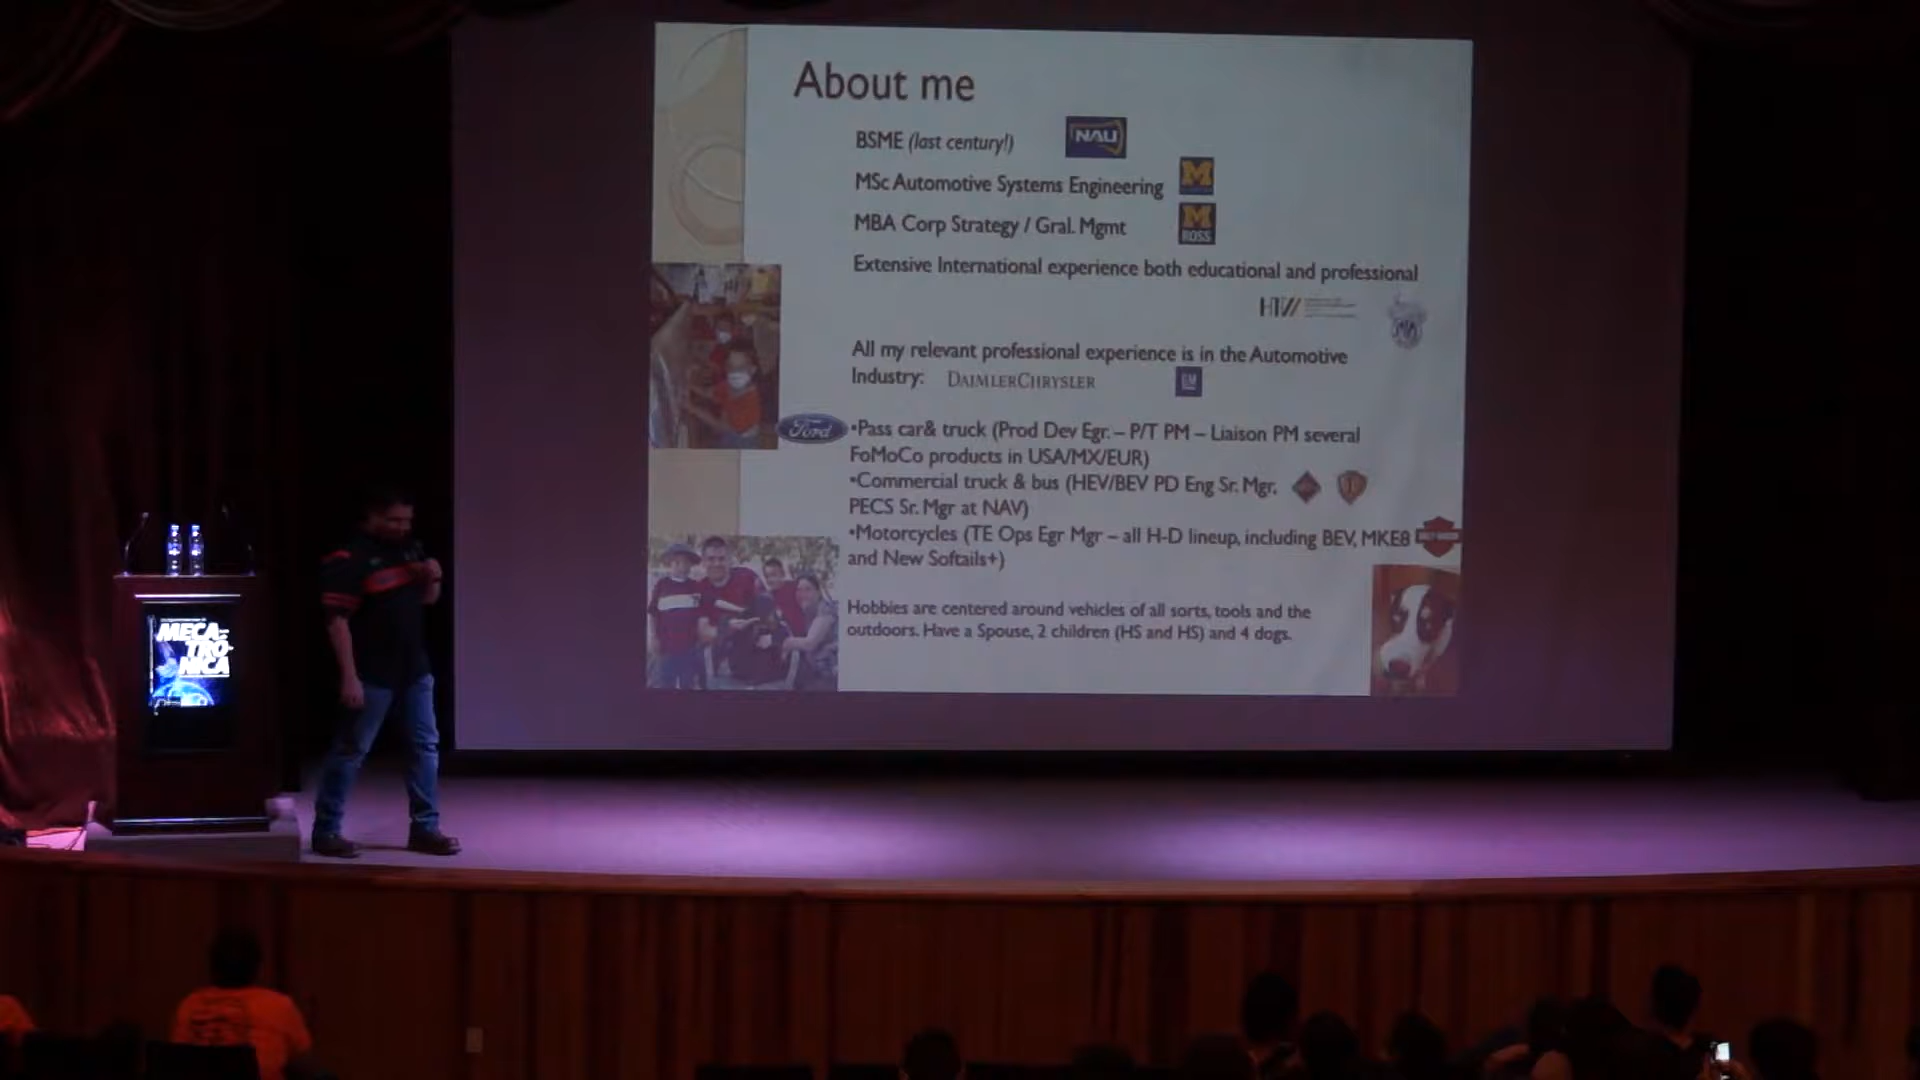 About me
BSME (last century!)
NAU
MSc Automotive Systems Engineering
M
MBA Corp Strategy / Gral. Mgmt
M
ROSS
Extensive International experience both educational and professional
HTW
All my relevant professional experience is in the Automotive
Industry:
DAIMLERCHRYSLER
GM
Ford
•Pass car& truck (Prod Dev Egr. – P/T PM – Liaison PM several
FoMoCo products in USA/MX/EUR)
•Commercial truck & bus (HEV/BEV PD Eng Sr. Mgr,
PECS Sr. Mgr at NAV)
•Motorcycles (TE Ops Egr Mgr – all H-D lineup, including BEV, MKE8
and New Softails+)
Hobbies are centered around vehicles of all sorts, tools and the
outdoors. Have a Spouse, 2 children (HS and HS) and 4 dogs.
MECA-
TRO-
NICA